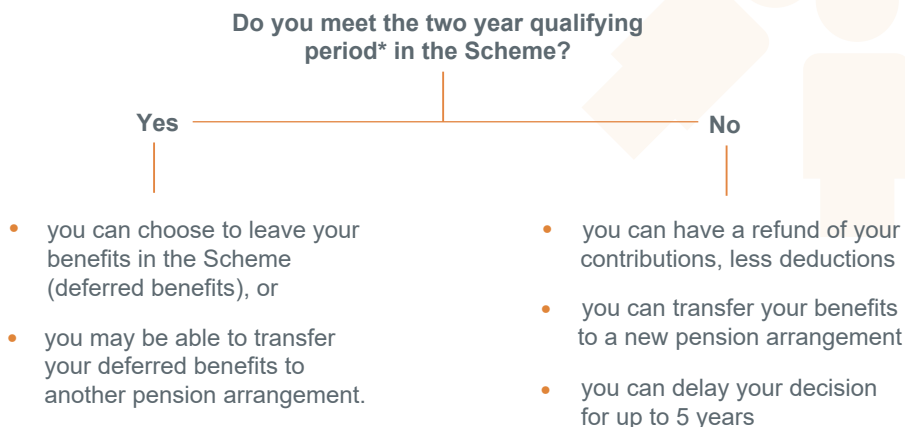 Do you meet the two year qualifying
period* in the Scheme?
Yes
No
• you can choose to leave your
benefits in the Scheme
(deferred benefits), or
• you may be able to transfer
your deferred benefits to
another pension arrangement.
• you can have a refund of your
contributions, less deductions
• you can transfer your benefits
to a new pension arrangement
• you can delay your decision
for up to 5 years